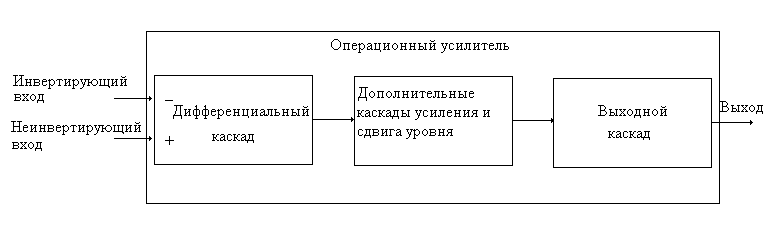 Операционный усилитель
Инвертирующий
вход
Неинвертирующий
вход
–
+
Дифференциальный
каскад
Дополнительные
каскады усиления и
сдвига уровня
Выходной
каскад
Выход